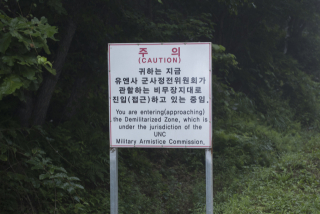 주 의
(CAUTION)
귀하는 지금
유엔사 군사정전위원회가
관할하는 비무장지대로
진입(접근)하고 있는 중임.
You are entering(approaching)
the Demilitarized Zone, which is
under the jurisdiction of the
UNC
Military Armistice Commission.